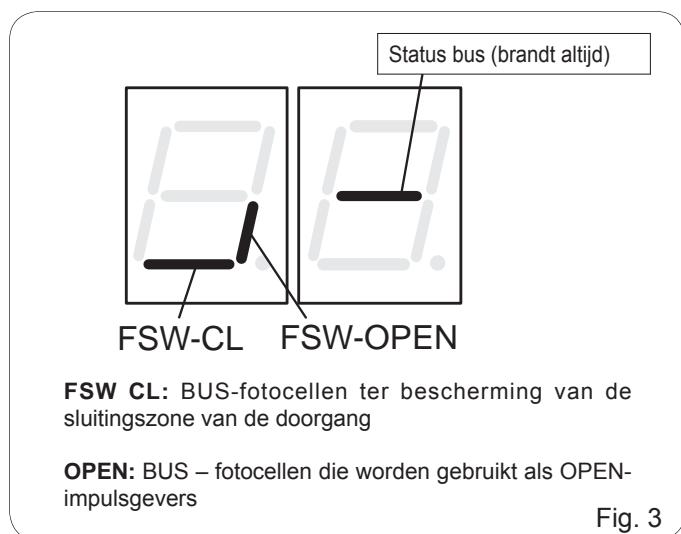 Status bus (brandt altijd)
FSW-CL FSW-OPEN
FSW CL: BUS-fotocellen ter bescherming van de
sluitingszone van de doorgang
OPEN: BUS – fotocellen die worden gebruikt als OPEN-
impulsgevers
Fig. 3